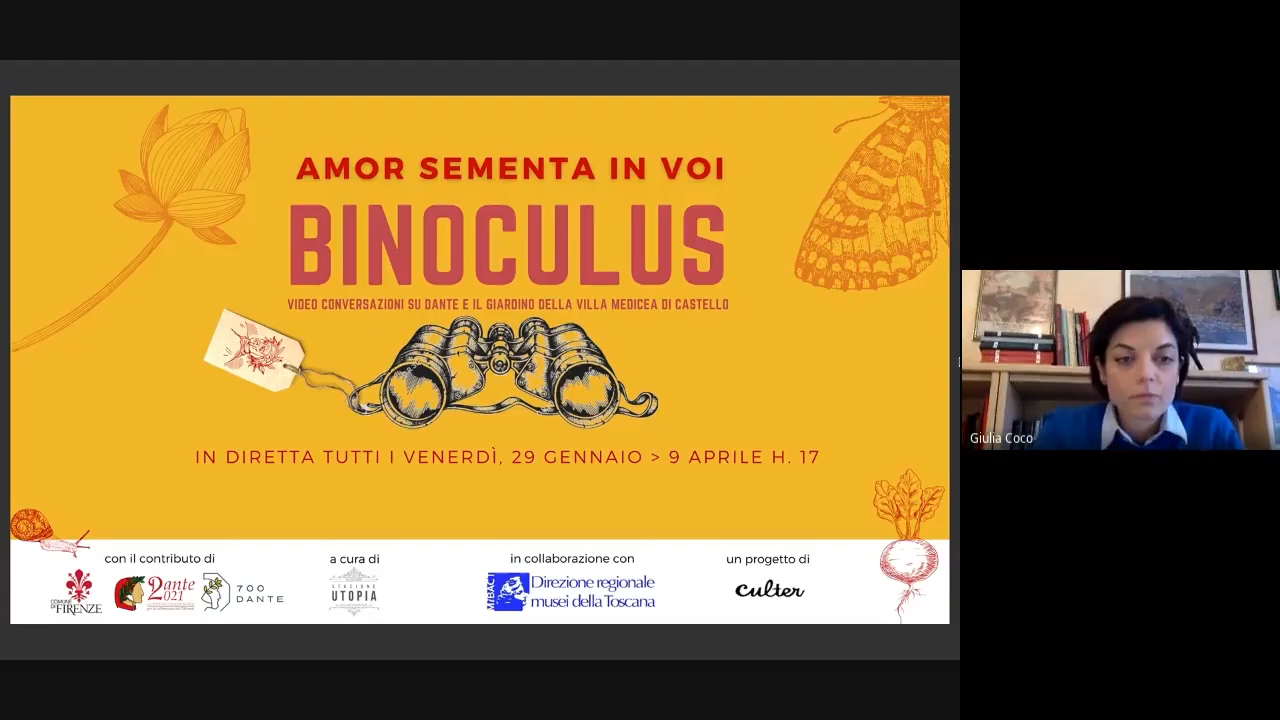 AMOR SEMENTA IN VOI
BINOCULUS
VIDEO CONVERSAZIONI SU DANTE E IL GIARDINO DELLA VILLA MEDICEA DI CASTELLO
IN DIRETTA TUTTI I VENERDÌ, 29 GENNAIO > 9 APRILE H. 17
con il contributo di
a cura di
in collaborazione con
un progetto di
COMUNE
DI FIRENZE
Dante
2021
700
DANTE
STAZIONE
UTOPIA
MiBACT
Direzione regionale
musei della Toscana
culter
Giulia Coco